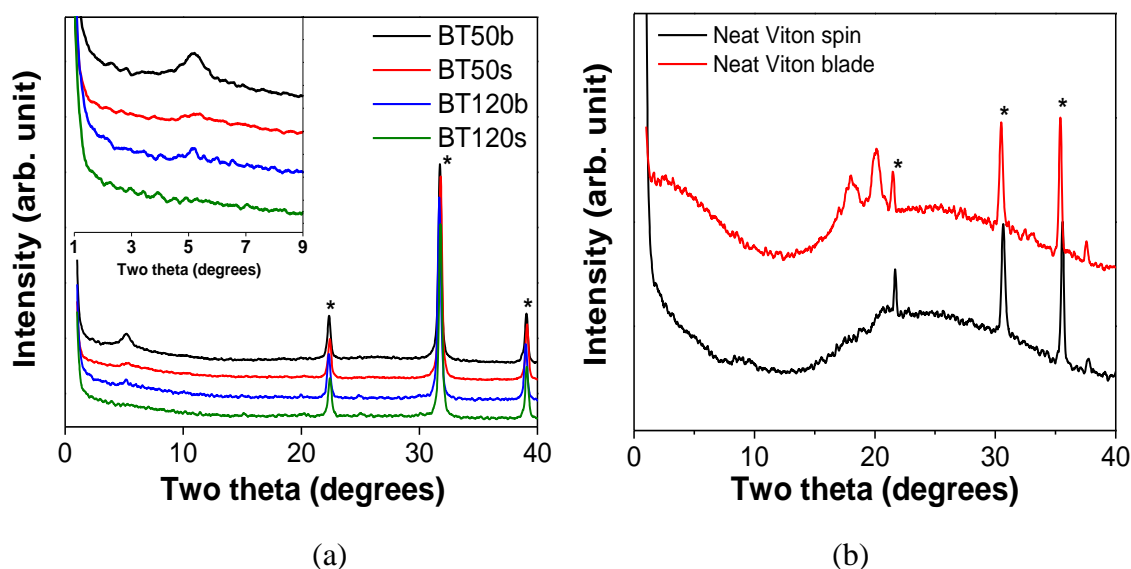 Intensity (arb. unit)
BT50b
BT50s
BT120b
BT120s
*
* *
1 3 5 7 9
Two theta (degrees)
0 10 20 30 40
Two theta (degrees)
(a)
Intensity (arb. unit)
Neat Viton spin
Neat Viton blade
* * *
0 10 20 30 40
Two theta (degrees)
(b)